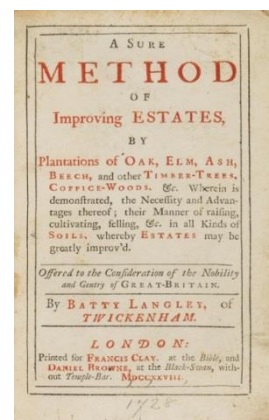 A SURE
METHOD
OF
Improving ESTATES,
BY
Plantations of OAK, ELM, ASH,
BEECH, and other TIMBER-TREES,
COPPICE-WOODS, &c. Wherein is
demonſtrated, the Neceſſity and Advan-
tages thereof; their Manner of raiſing,
cultivating, felling, &c. in all Kinds of
SOILS, whereby ESTATES may be
greatly improv'd.
Offered to the Conſideration of the Nobility
and Gentry of GREAT-BRITAIN.
By BATTY LANGLEY, of
TWICKENHAM.
LONDON:
Printed for FRANCIS CLAY, at the Bible, and
DANIEL BROWNE, at the Black-Swan, with-
out Temple-Bar. MDCCXXVIII.
1728